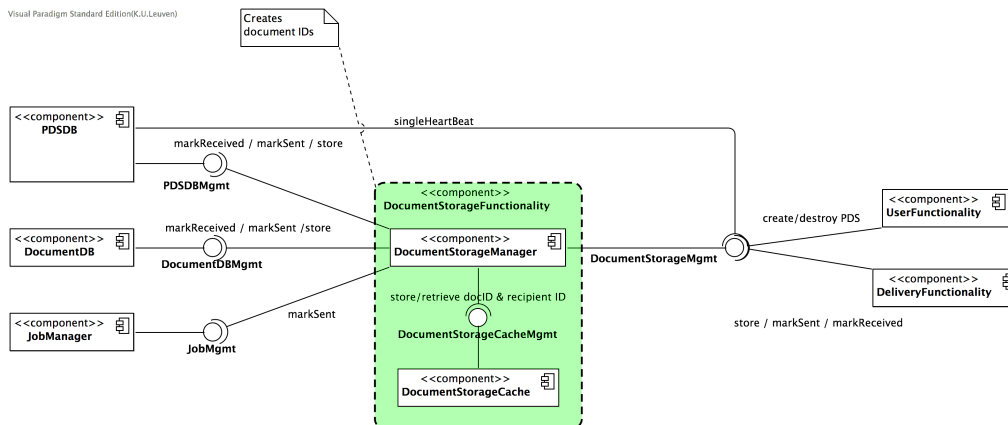 Visual Paradigm Standard Edition(K.U.Leuven)
Creates
document IDs
<<component>>
PDSDB
singleHeartBeat
markReceived / markSent / store
PDSDBMgmt
<<component>>
DocumentStorageFunctionality
<<component>>
UserFunctionality
create/destroy PDS
markReceived / markSent /store
<<component>>
DocumentDB
DocumentDBMgmt
<<component>>
DocumentStorageManager
DocumentStorageMgmt
<<component>>
DeliveryFunctionality
store/retrieve docID & recipient ID
markSent
store / markSent / markReceived
<<component>>
JobManager
JobMgmt
DocumentStorageCacheMgmt
<<component>>
DocumentStorageCache